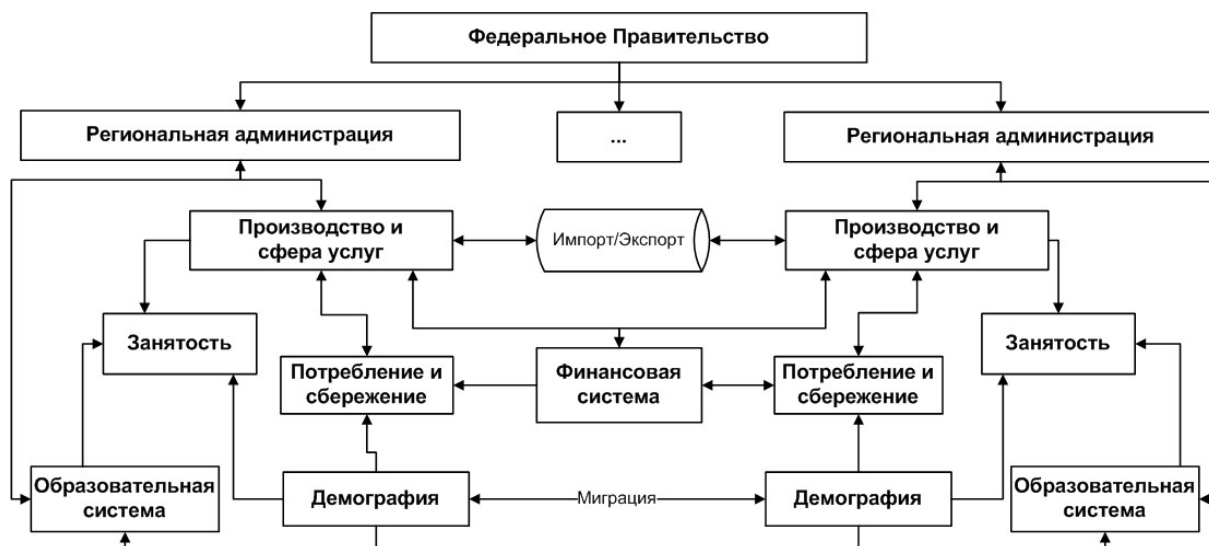 Федеральное Правительство
Региональная администрация
...
Региональная администрация
Производство и
сфера услуг
Импорт/Экспорт
Производство и
сфера услуг
Занятость
Занятость
Потребление и
сбережение
Финансовая
система
Потребление и
сбережение
Образовательная
система
Демография
Миграция
Демография
Образовательная
система